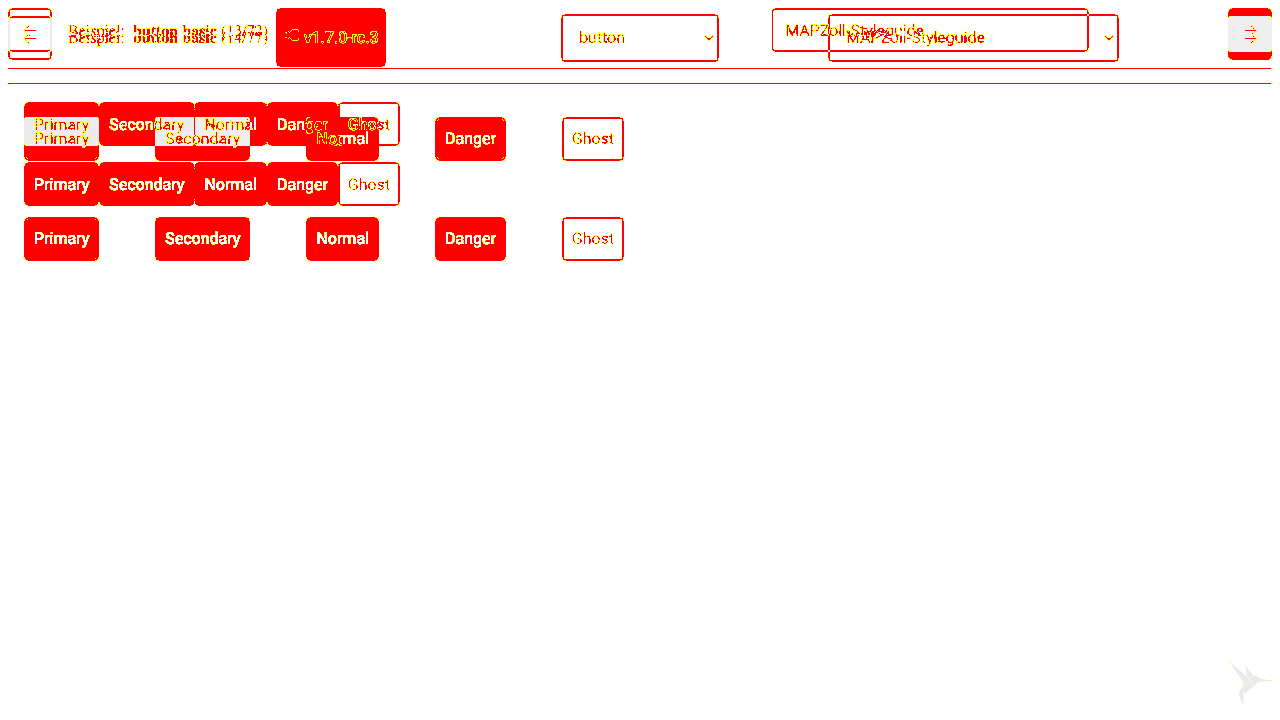 Beispiel: button basic (12/72)
Beispiel: button basic (14/77)
v1.7.0-rc.3
button
MAPZoll-Styleguide
MAPZoll-Styleguide
Primary Secondary Normal Danger Ghost
Primary Secondary Normal Danger Ghost
Primary Secondary Normal Danger Ghost
Primary Secondary Normal Danger Ghost